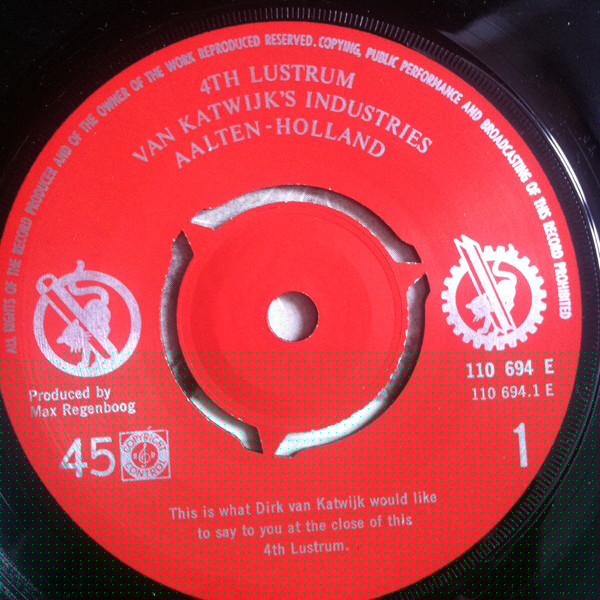 ALL RIGHTS OF THE RECORD PRODUCER AND OF THE OWNER OF THE WORK REPRODUCED RESERVED. COPYING, PUBLIC PERFORMANCE AND BROADCASTING OF THIS RECORD PROHIBITED
4TH LUSTRUM
VAN KATWIJK'S INDUSTRIES
AALTEN-HOLLAND
110 694 E
110 694.1 E
Produced by
Max Regenboog
45
COPYRIGHT
CONTROL
1
This is what Dirk van Katwijk would like
to say to you at the close of this
4th Lustrum.